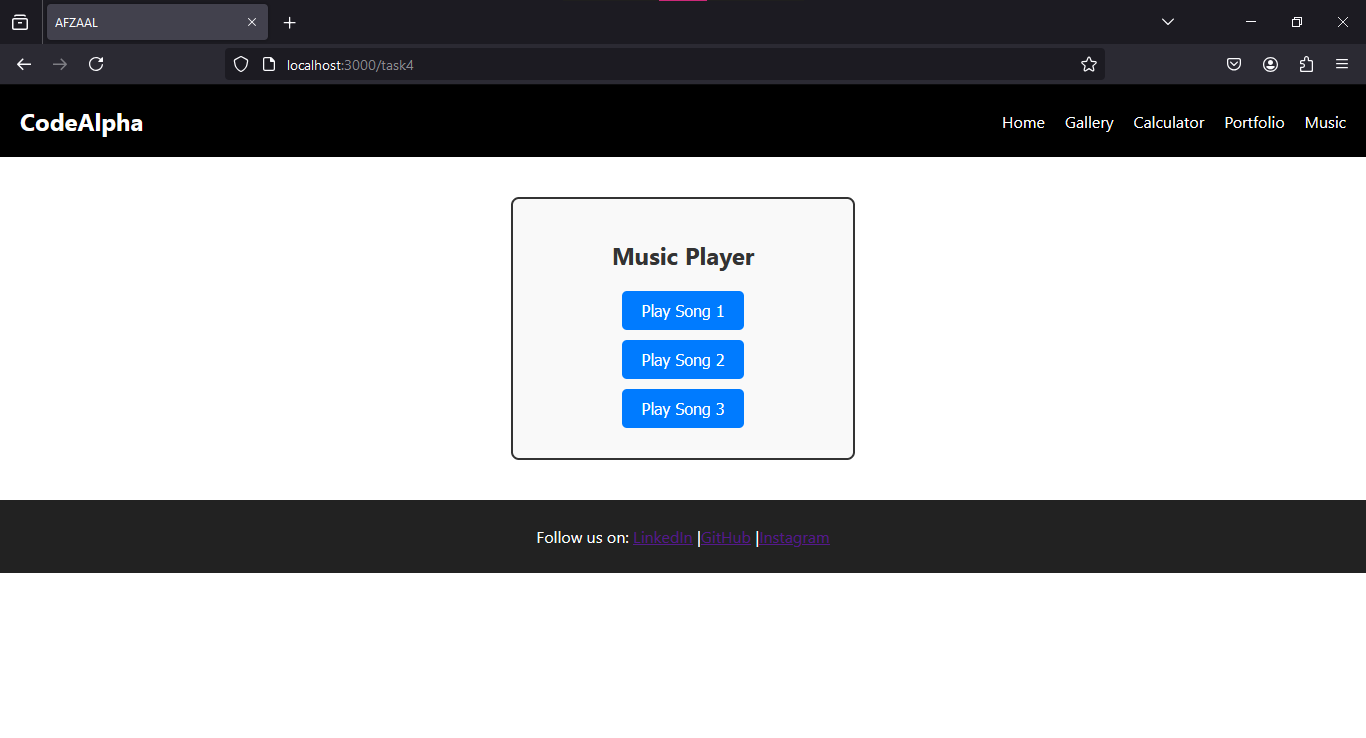 AFZAAL
localhost:3000/task4
CodeAlpha
Home Gallery Calculator Portfolio Music
Music Player
Play Song 1
Play Song 2
Play Song 3
Follow us on: LinkedIn |GitHub |Instagram